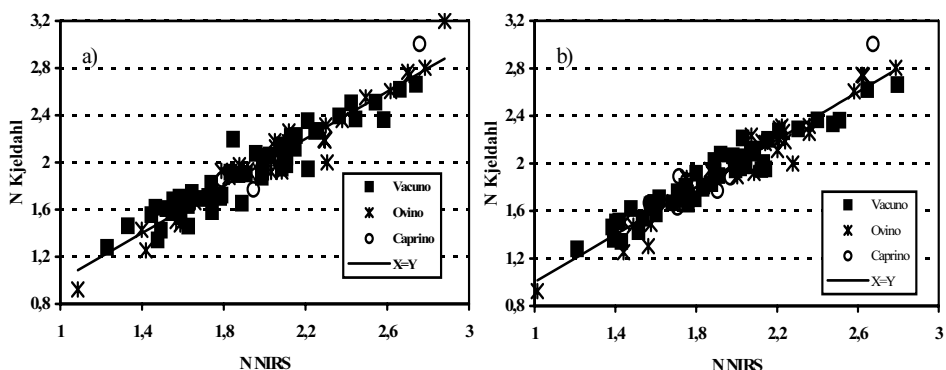 a)
N Kjeldahl
3,2
2,8
2,4
2
1,6
1,2
0,8
1
1,4
1,8
2,2
2,6
3
N NIRS
Vacuno
Ovino
Caprino
X=Y
b)
N Kjeldahl
3,2
2,8
2,4
2
1,6
1,2
0,8
1
1,4
1,8
2,2
2,6
3
N NIRS
Vacuno
Ovino
Caprino
X=Y